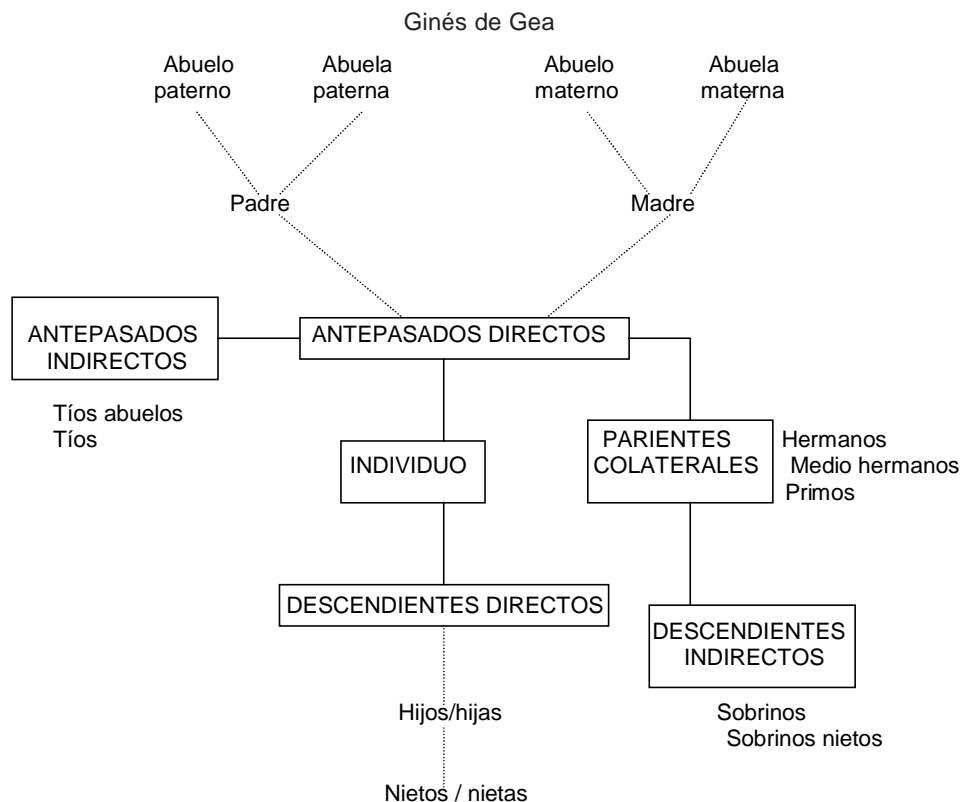 Ginés de Gea
Abuelo
paterno
Abuela
paterna
Abuelo
materno
Abuela
materna
Padre
Madre
ANTEPASADOS
INDIRECTOS
ANTEPASADOS DIRECTOS
Tíos abuelos
Tíos
INDIVIDUO
PARIENTES
COLATERALES
Hermanos
Medio hermanos
Primos
DESCENDIENTES DIRECTOS
DESCENDIENTES
INDIRECTOS
Hijos/hijas
Sobrinos
Sobrinos nietos
Nietos / nietas